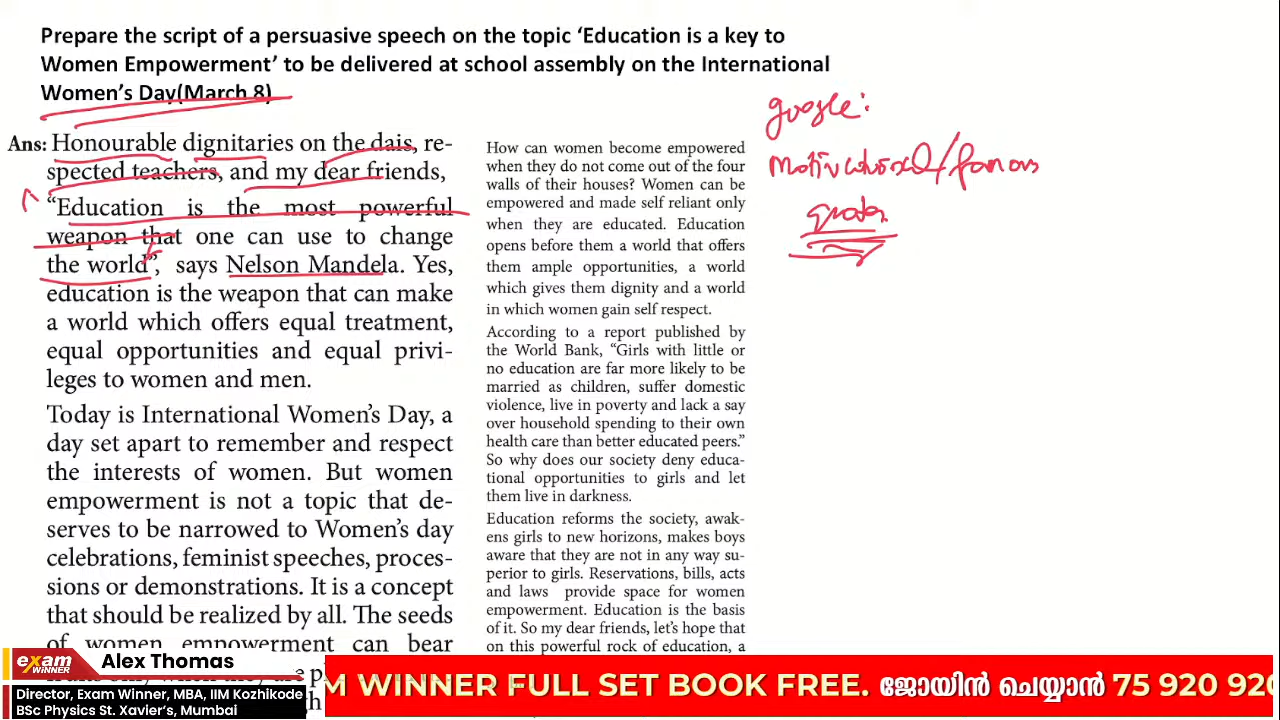 Prepare the script of a persuasive speech on the topic ‘Education is a key to
Women Empowerment’ to be delivered at school assembly on the International
Women’s Day(March 8)
Ans: Honourable dignitaries on the dais, re-
spected teachers, and my dear friends,
“Education is the most powerful
weapon that one can use to change
the world”, says Nelson Mandela. Yes,
education is the weapon that can make
a world which offers equal treatment,
equal opportunities and equal privi-
leges to women and men.
Today is International Women’s Day, a
day set apart to remember and respect
the interests of women. But women
empowerment is not a topic that de-
serves to be narrowed to Women’s day
celebrations, feminist speeches, proces-
sions or demonstrations. It is a concept
that should be realized by all. The seeds
of women empowerment can bear
How can women become empowered
when they do not come out of the four
walls of their houses? Women can be
empowered and made self reliant only
when they are educated. Education
opens before them a world that offers
them ample opportunities, a world
which gives them dignity and a world
in which women gain self respect.
According to a report published by
the World Bank, “Girls with little or
no education are far more likely to be
married as children, suffer domestic
violence, live in poverty and lack a say
over household spending to their own
health care than better educated peers.”
So why does our society deny educa-
tional opportunities to girls and let
them live in darkness.
Education reforms the society, awak-
ens girls to new horizons, makes boys
aware that they are not in any way su-
perior to girls. Reservations, bills, acts
and laws provide space for women
empowerment. Education is the basis
of it. So my dear friends, let’s hope that
on this powerful rock of education, a
google:
motivational/famous
quotes
exam
WINNER
Alex Thomas
Director, Exam Winner, MBA, IIM Kozhikode
BSc Physics St. Xavier’s, Mumbai
M WINNER FULL SET BOOK FREE. ജോയിൻ ചെയ്യാൻ 75 920 920